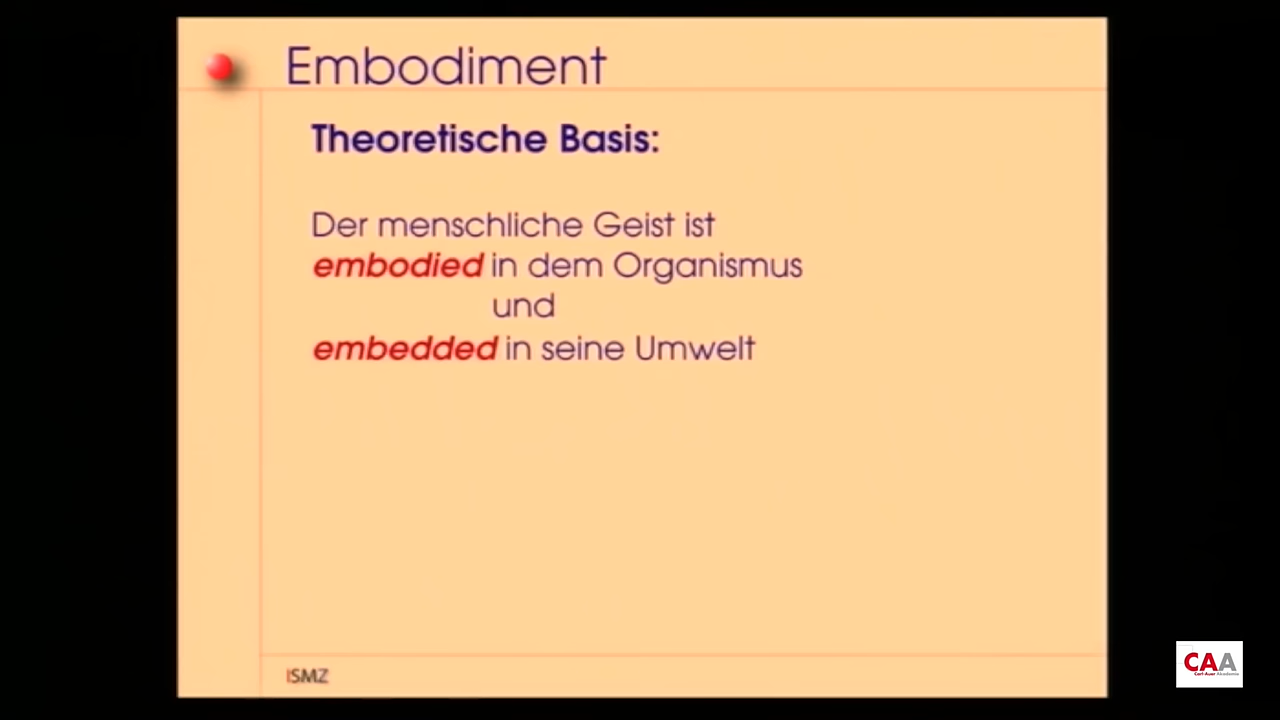 Embodiment
Theoretische Basis:
Der menschliche Geist ist
embodied in dem Organismus
und
embedded in seine Umwelt
ISMZ
CAA
Carl-Auer Akademie